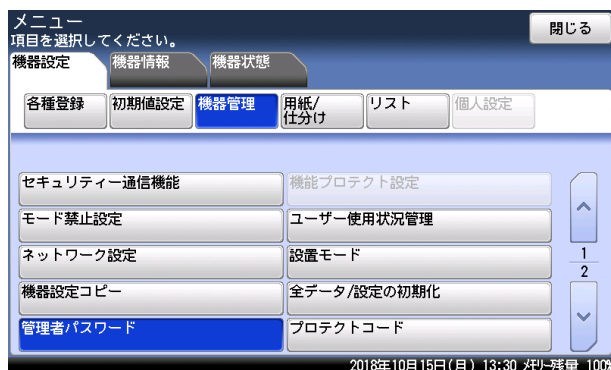 メニュー
項目を選択してください。
閉じる
機器設定
機器情報
機器状態
各種登録
初期値設定
機器管理
用紙/
仕分け
リスト
個人設定
セキュリティー通信機能
機能プロテクト設定
モード禁止設定
ユーザー使用状況管理
ネットワーク設定
設置モード
1
2
機器設定コピー
全データ/設定の初期化
管理者パスワード
プロテクトコード
2018年10月15日(月) 13:30 メモリー残量 100%